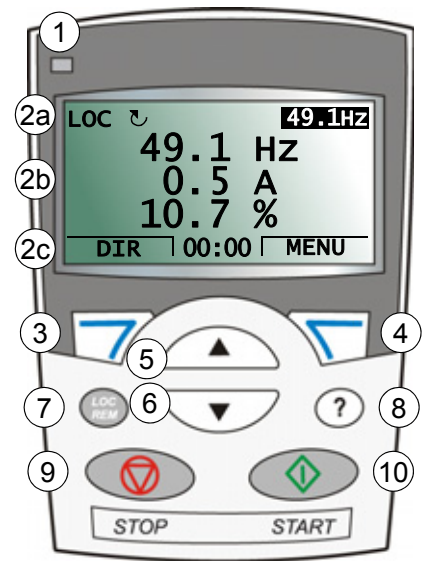 1
2a LOC ↻ 49.1Hz
49.1 Hz
2b 0.5 A
10.7 %
2c DIR 00:00 MENU
3 4
5
6
7 LOC REM ? 8
9 10
STOP START